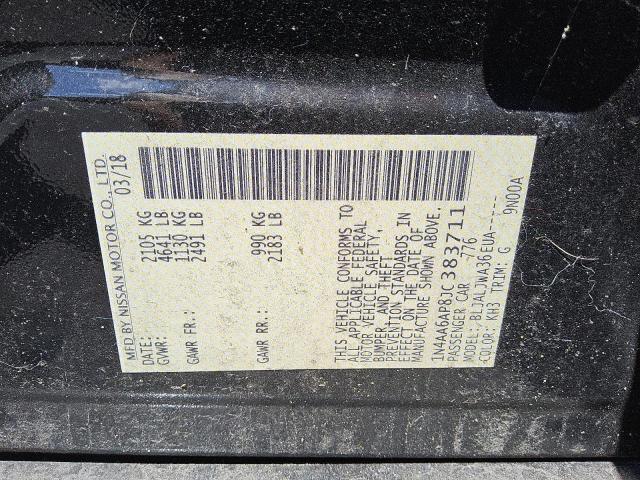 MFD BY NISSAN MOTOR CO., LTD.
DATE: 03/18
GVWR: 2105 KG
4641 LB
GAWR FR: 1130 KG
2491 LB
GAWR RR: 990 KG
2183 LB
THIS VEHICLE CONFORMS TO
ALL APPLICABLE FEDERAL
MOTOR VEHICLE SAFETY,
BUMPER, AND THEFT
PREVENTION STANDARDS IN
EFFECT ON THE DATE OF
MANUFACTURE SHOWN ABOVE.
1N4AA6AP8JC383711
PASSENGER CAR -776
MODEL: BLJALJWA36EUA-----
COLOR: KH3 TRIM: G 9N00A